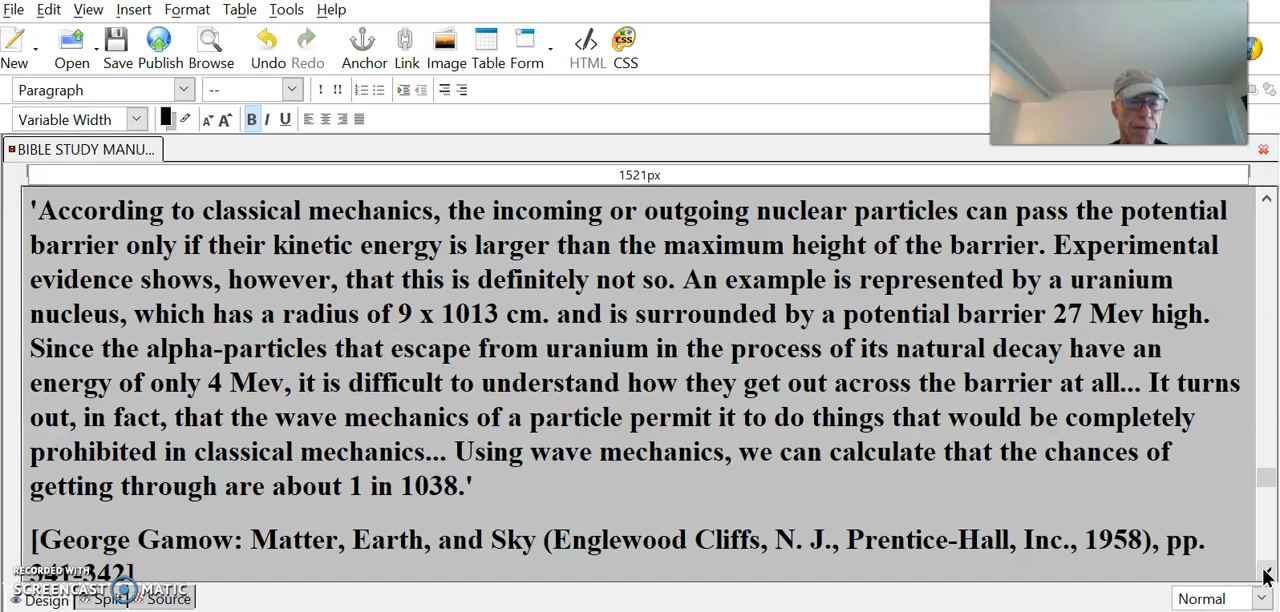 File Edit View Insert Format Table Tools Help
New Open Save Publish Browse Undo Redo Anchor Link Image Table Form HTML CSS
Paragraph --
Variable Width B I U
BIBLE STUDY MANU...
1521px
'According to classical mechanics, the incoming or outgoing nuclear particles can pass the potential
barrier only if their kinetic energy is larger than the maximum height of the barrier. Experimental
evidence shows, however, that this is definitely not so. An example is represented by a uranium
nucleus, which has a radius of 9 x 1013 cm. and is surrounded by a potential barrier 27 Mev high.
Since the alpha-particles that escape from uranium in the process of its natural decay have an
energy of only 4 Mev, it is difficult to understand how they get out across the barrier at all... It turns
out, in fact, that the wave mechanics of a particle permit it to do things that would be completely
prohibited in classical mechanics... Using wave mechanics, we can calculate that the chances of
getting through are about 1 in 1038.'
[George Gamow: Matter, Earth, and Sky (Englewood Cliffs, N. J., Prentice-Hall, Inc., 1958), pp.
341-342]
RECORDED WITH
SCREENCAST MATIC
Design Split Source
Normal